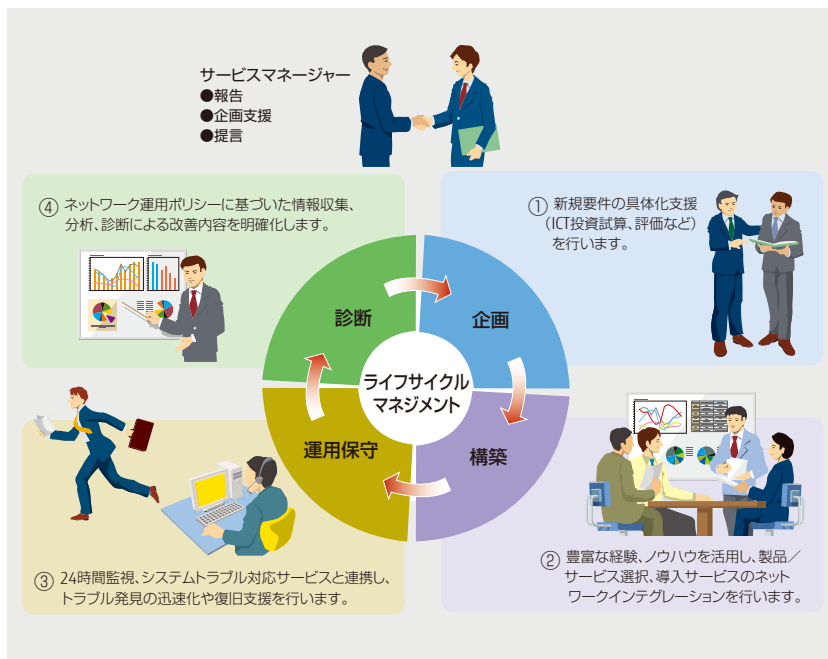 サービスマネージャー
●報告
●企画支援
●提言
④ ネットワーク運用ポリシーに基づいた情報収集、
分析、診断による改善内容を明確化します。
① 新規要件の具体化支援
（ICT投資試算、評価など）
を行います。
診断
企画
ライフサイクル
マネジメント
運用保守
構築
③ 24時間監視、システムトラブル対応サービスと連携し、
トラブル発見の迅速化や復旧支援を行います。
② 豊富な経験、ノウハウを活用し、製品／
サービス選択、導入サービスのネット
ワークインテグレーションを行います。